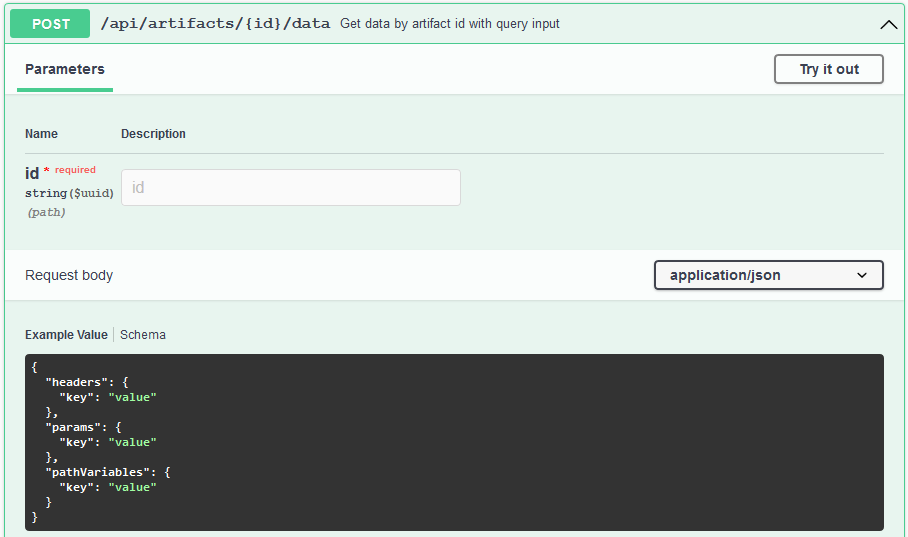 POST /api/artifacts/{id}/data Get data by artifact id with query input
Parameters Try it out
Name Description
id * required
id
string($uuid)
(path)
Request body application/json
Example Value Schema
{
  "headers": {
    "key": "value"
  },
  "params": {
    "key": "value"
  },
  "pathVariables": {
    "key": "value"
  }
}